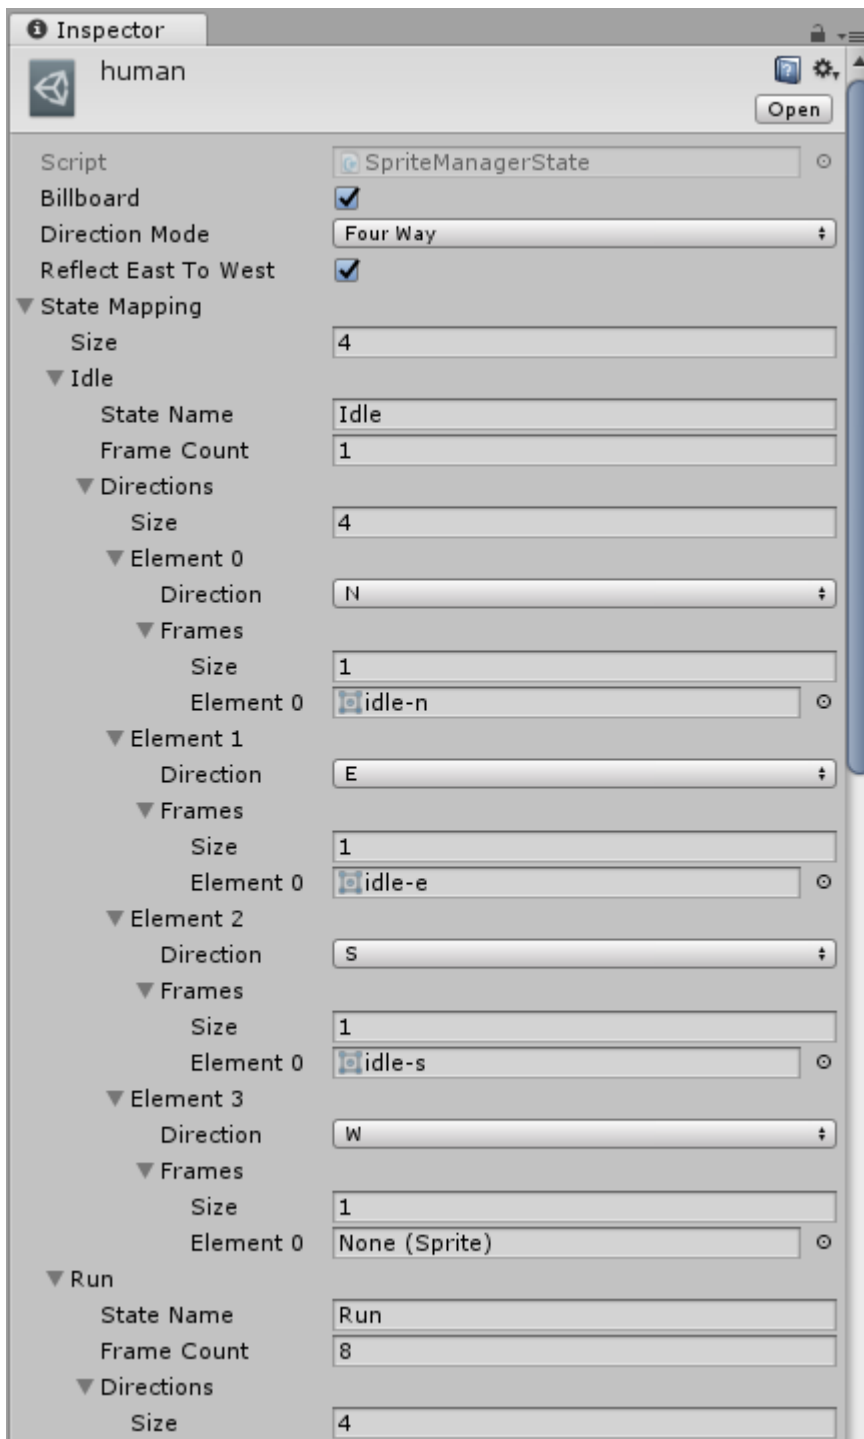 Inspector
human
Open
Script SpriteManagerState
Billboard
Direction Mode Four Way
Reflect East To West
State Mapping
Size 4
Idle
State Name Idle
Frame Count 1
Directions
Size 4
Element 0
Direction N
Frames
Size 1
Element 0 idle-n
Element 1
Direction E
Frames
Size 1
Element 0 idle-e
Element 2
Direction S
Frames
Size 1
Element 0 idle-s
Element 3
Direction W
Frames
Size 1
Element 0 None (Sprite)
Run
State Name Run
Frame Count 8
Directions
Size 4